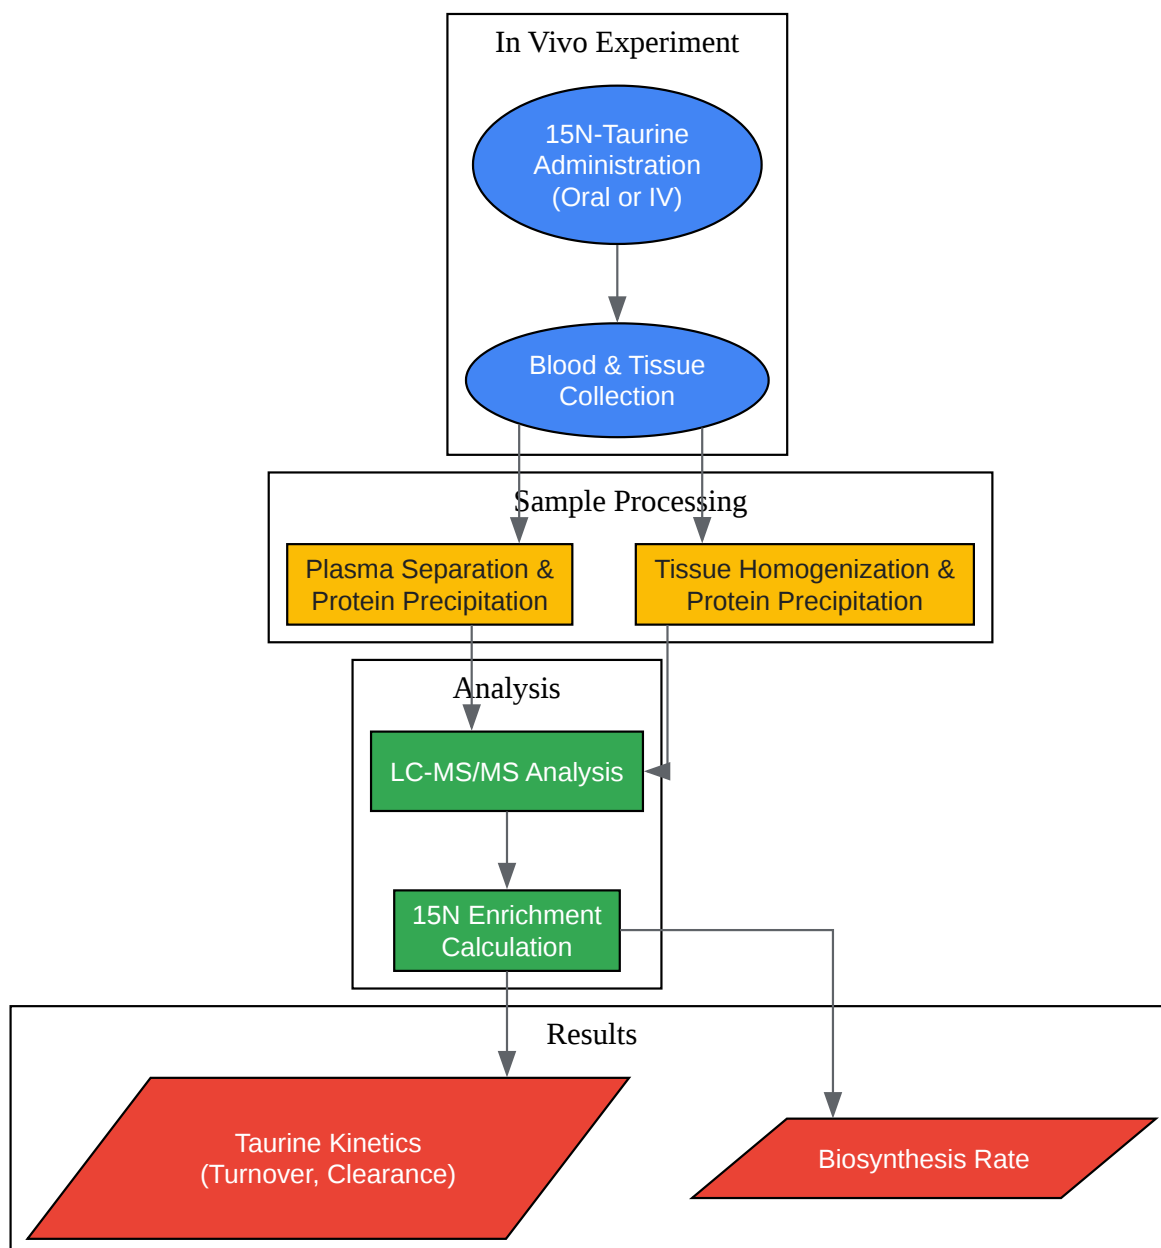 In Vivo Experiment
15N-Taurine
Administration
(Oral or IV)
Blood & Tissue
Collection
Sample Processing
Plasma Separation &
Protein Precipitation
Tissue Homogenization &
Protein Precipitation
Analysis
LC-MS/MS Analysis
15N Enrichment
Calculation
Results
Taurine Kinetics
(Turnover, Clearance)
Biosynthesis Rate